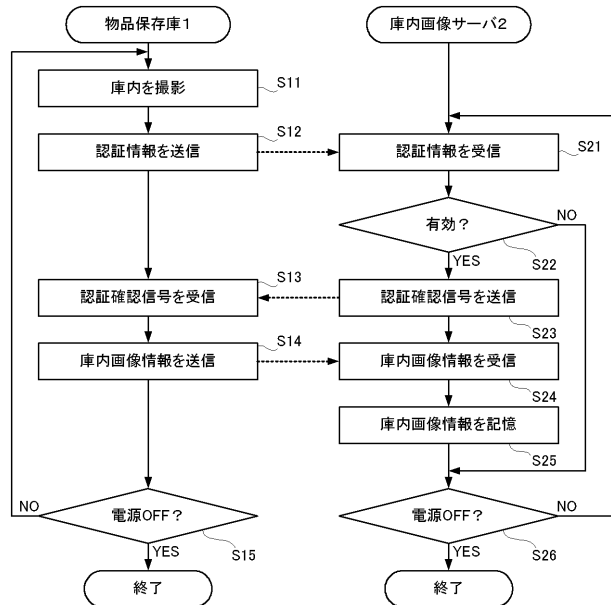 物品保存庫1
庫内画像サーバ2
庫内を撮影
S11
認証情報を送信
S12
認証情報を受信
S21
有効？
NO
YES
S22
認証確認信号を受信
S13
認証確認信号を送信
S23
庫内画像情報を送信
S14
庫内画像情報を受信
S24
庫内画像情報を記憶
S25
NO
電源OFF？
YES
S15
電源OFF？
NO
YES
S26
終了
終了